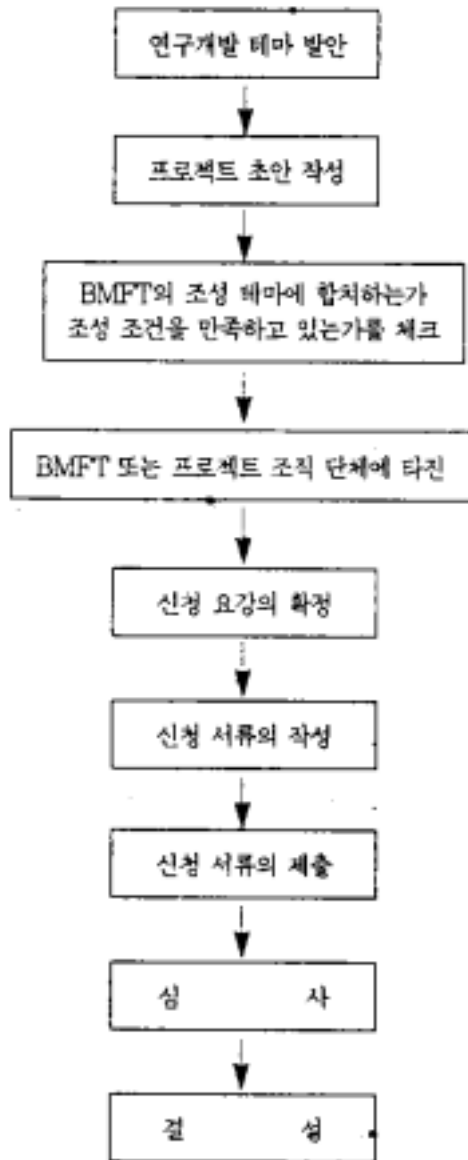 연구개발 테마 발안
프로젝트 초안 작성
BMFT의 조성 테마에 합치하는가
조성 조건을 만족하고 있는가를 체크
BMFT 또는 프로젝트 조직 단체에 타진
신청 요강의 확정
신청 서류의 작성
신청 서류의 제출
심 사
결 성